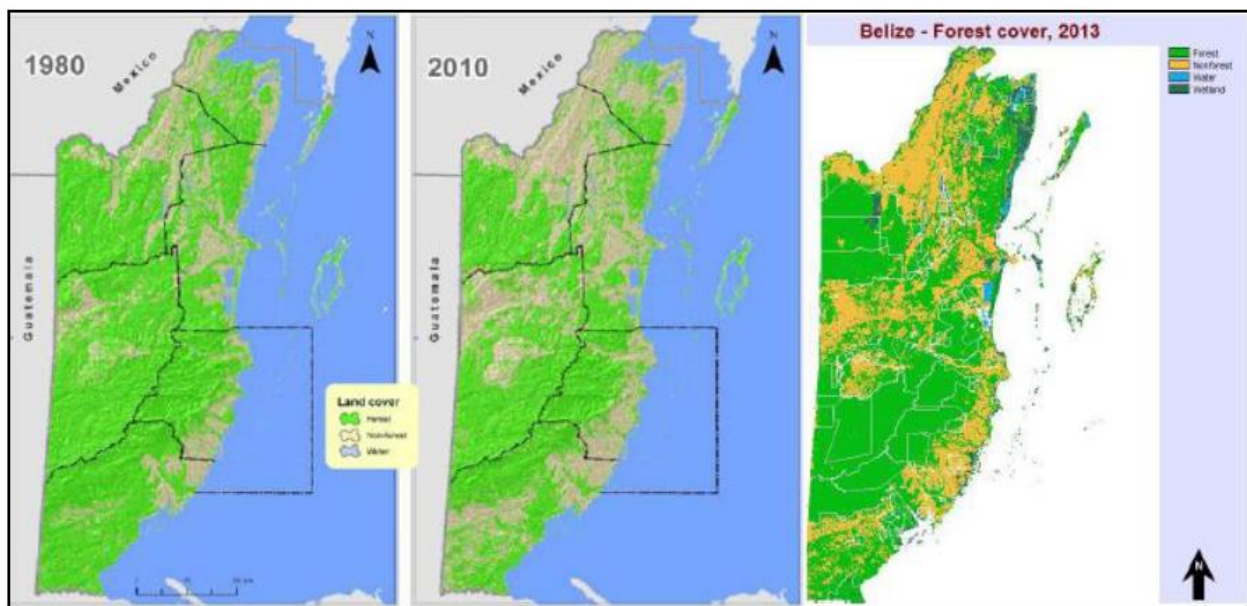 1980
N
Mexico
Guatemala
Land cover
Forest
Nonforest
Water
2010
N
Mexico
Guatemala
Belize - Forest cover, 2013
Forest
Nonforest
Water
Wetland
N